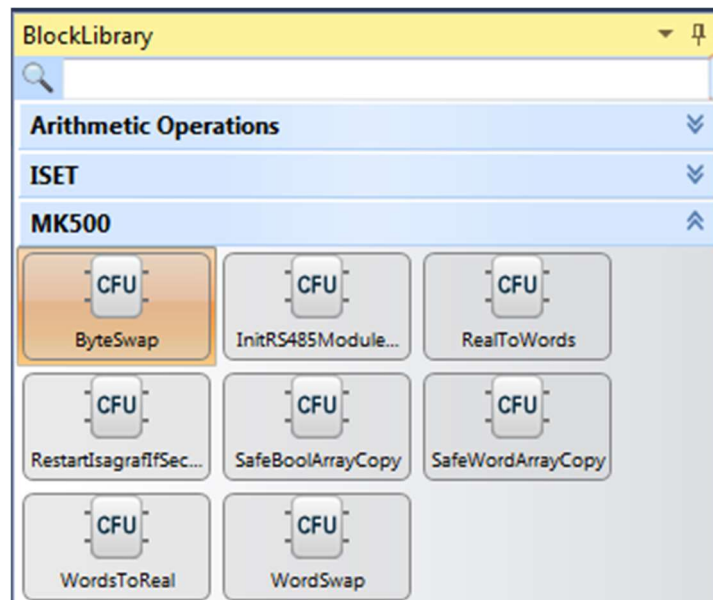 BlockLibrary
Arithmetic Operations
ISET
MK500
CFU CFU CFU
ByteSwap InitRS485Module... RealToWords
CFU CFU CFU
RestartIsagrafIfSec... SafeBoolArrayCopy SafeWordArrayCopy
CFU CFU
WordsToReal WordSwap